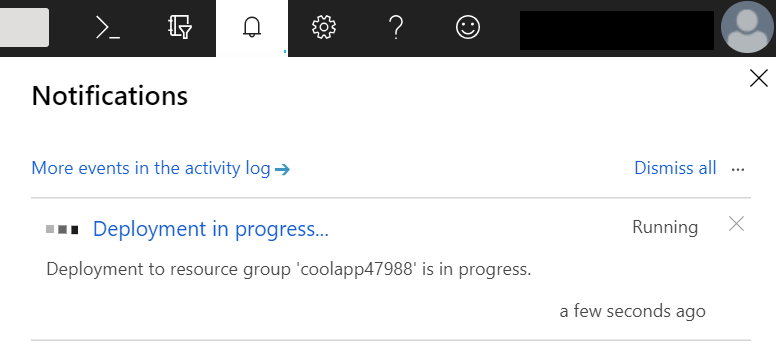 Notifications
More events in the activity log →
Dismiss all ...
Deployment in progress...
Running
Deployment to resource group 'coolapp47988' is in progress.
a few seconds ago